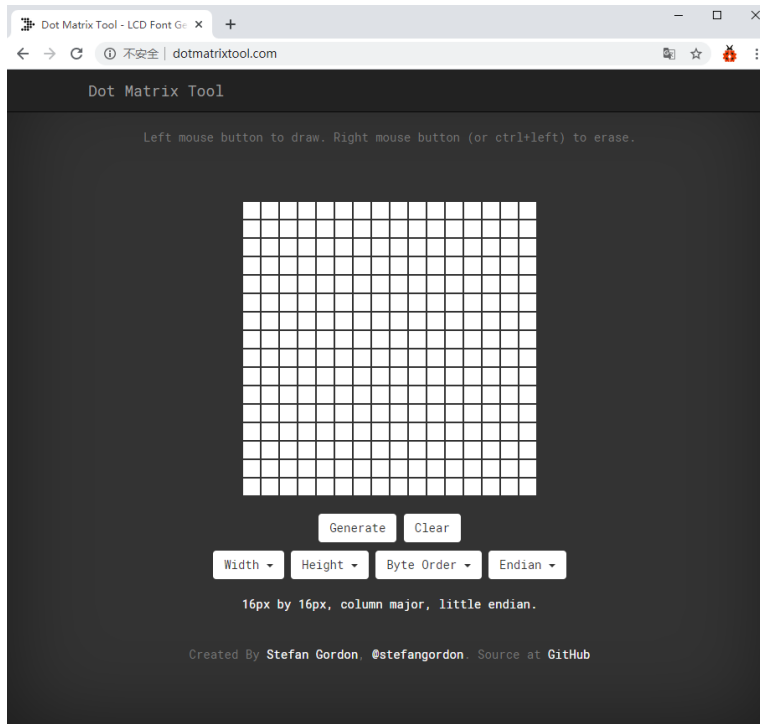 Dot Matrix Tool - LCD Font Ge
不安全 | dotmatrixtool.com
Dot Matrix Tool
Left mouse button to draw. Right mouse button (or ctrl+left) to erase.
Generate Clear
Width Height Byte Order Endian
16px by 16px, column major, little endian.
Created By Stefan Gordon, @stefangordon. Source at GitHub